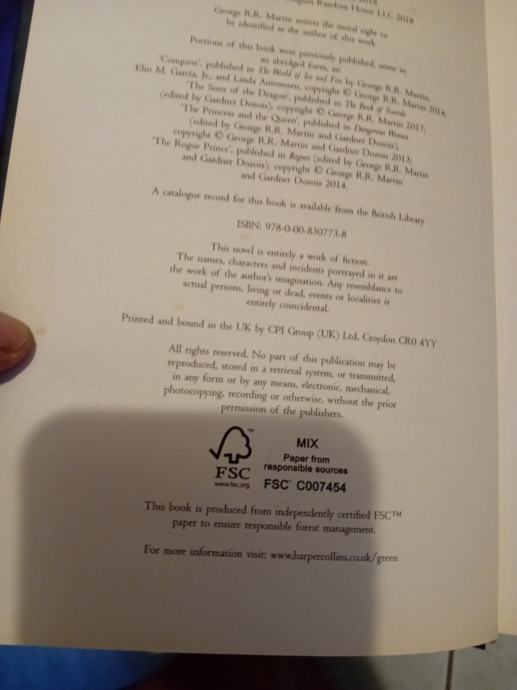 Random House LLC 2018
George R.R. Martin asserts the moral right to
be identified as the author of this work
Portions of this book were previously published, some in
an abridged form, as:
'Conquest', published in The World of Ice and Fire by George R.R. Martin,
Elio M. García, Jr., and Linda Antonssen, copyright © George R.R. Martin 2014;
'The Sons of the Dragon', published in The Book of Swords
(edited by Gardner Dozois), copyright © George R.R. Martin 2017;
'The Princess and the Queen', published in Dangerous Women
(edited by George R.R. Martin and Gardner Dozois),
copyright © George R.R. Martin and Gardner Dozois 2013;
'The Rogue Prince', published in Rogues (edited by George R.R. Martin
and Gardner Dozois), copyright © George R.R. Martin
and Gardner Dozois 2014.
A catalogue record for this book is available from the British Library
ISBN: 978-0-00-830773-8
This novel is entirely a work of fiction.
The names, characters and incidents portrayed in it are
the work of the author's imagination. Any resemblance to
actual persons, living or dead, events or localities is
entirely coincidental.
Printed and bound in the UK by CPI Group (UK) Ltd, Croydon CR0 4YY
All rights reserved. No part of this publication may be
reproduced, stored in a retrieval system, or transmitted,
in any form or by any means, electronic, mechanical,
photocopying, recording or otherwise, without the prior
permission of the publishers.
FSC
www.fsc.org
MIX
Paper from
responsible sources
FSC™ C007454
This book is produced from independently certified FSC™
paper to ensure responsible forest management.
For more information visit: www.harpercollins.co.uk/green